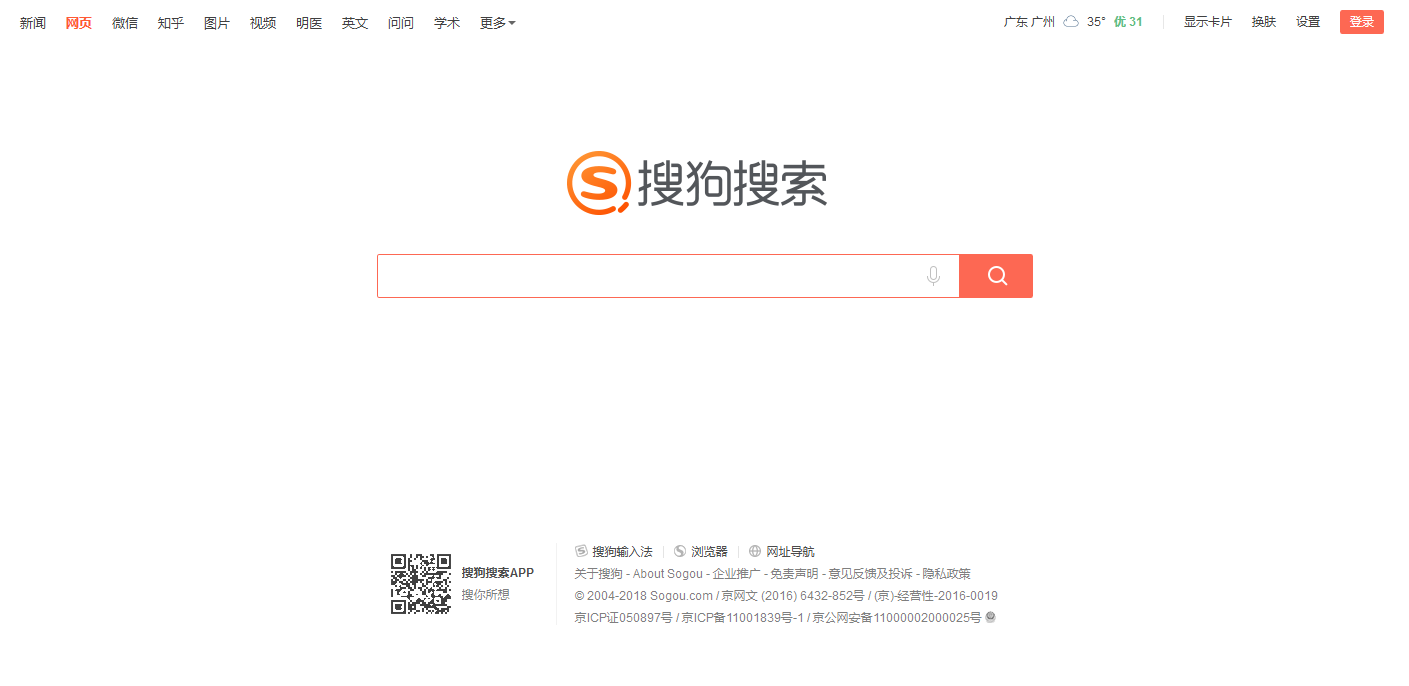 新闻 网页 微信 知乎 图片 视频 明医 英文 问问 学术 更多 广东 广州 35° 优 31 显示卡片 换肤 设置 登录
搜狗搜索
搜狗输入法 浏览器 网址导航
搜狗搜索APP
搜你所想
关于搜狗 - About Sogou - 企业推广 - 免责声明 - 意见反馈及投诉 - 隐私政策
© 2004-2018 Sogou.com / 京网文 (2016) 6432-852号 / (京)-经营性-2016-0019
京ICP证050897号 / 京ICP备11001839号-1 / 京公网安备11000002000025号